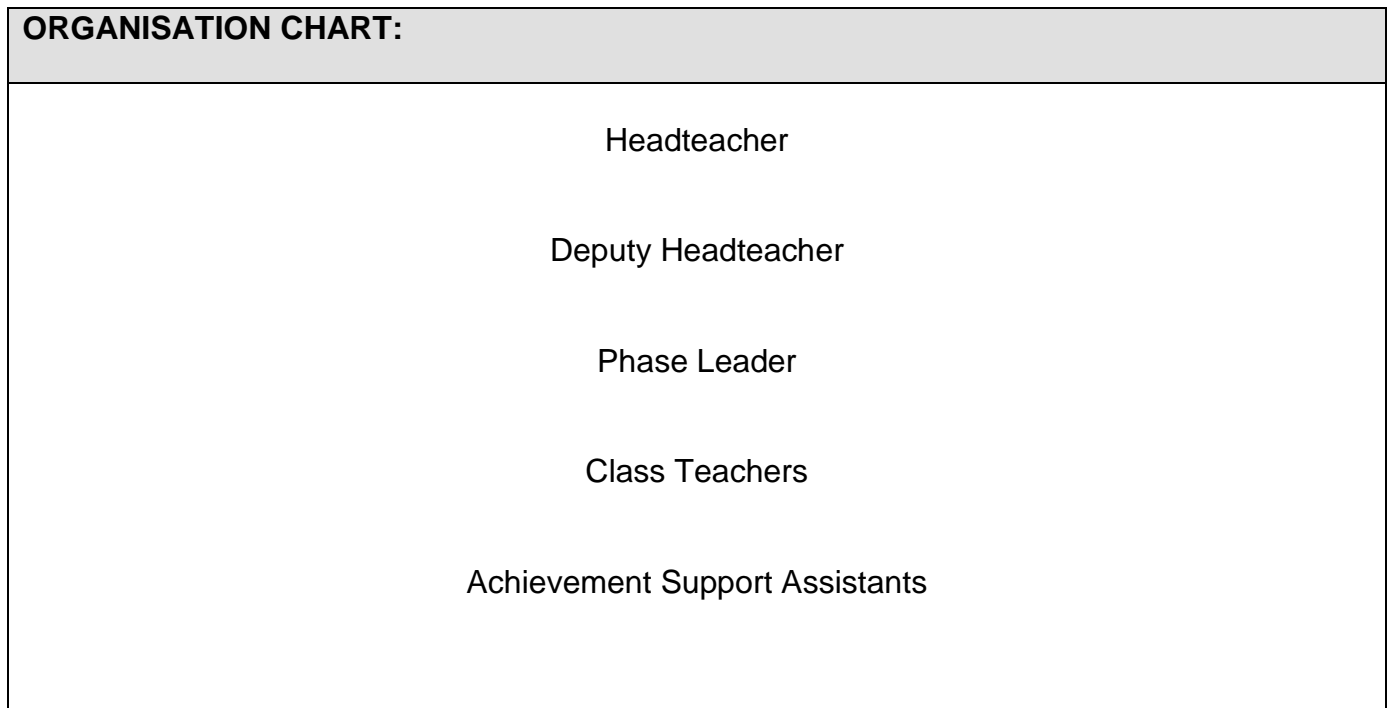 ORGANISATION CHART:
Headteacher
Deputy Headteacher
Phase Leader
Class Teachers
Achievement Support Assistants